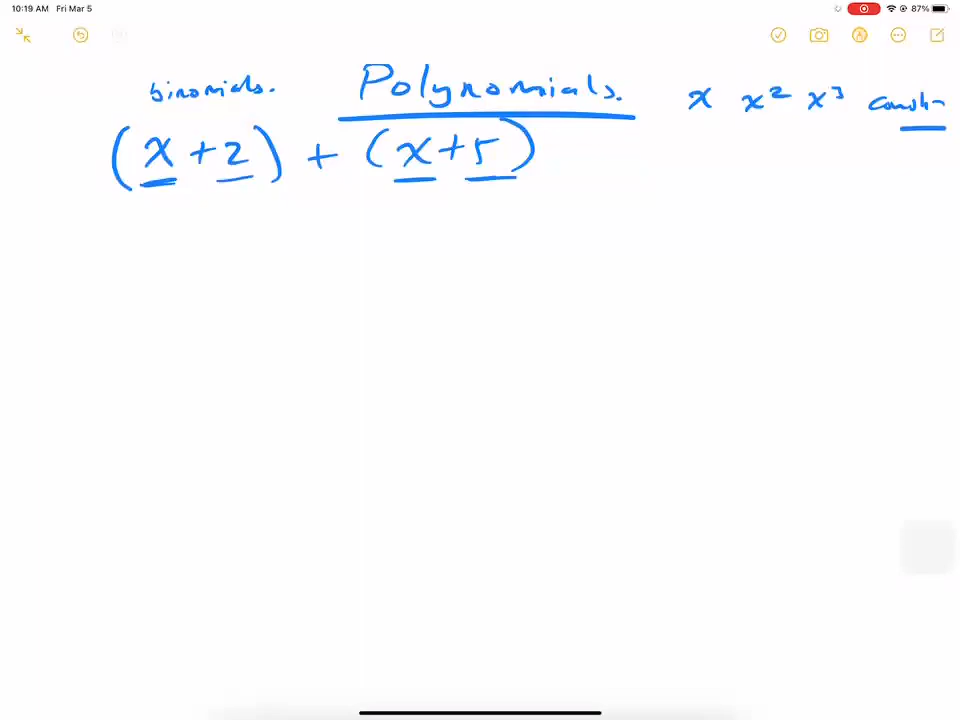 10:19 AM Fri Mar 5 87%
binomials. Polynomials. x x² x³
(x + 2) + (x + 5)